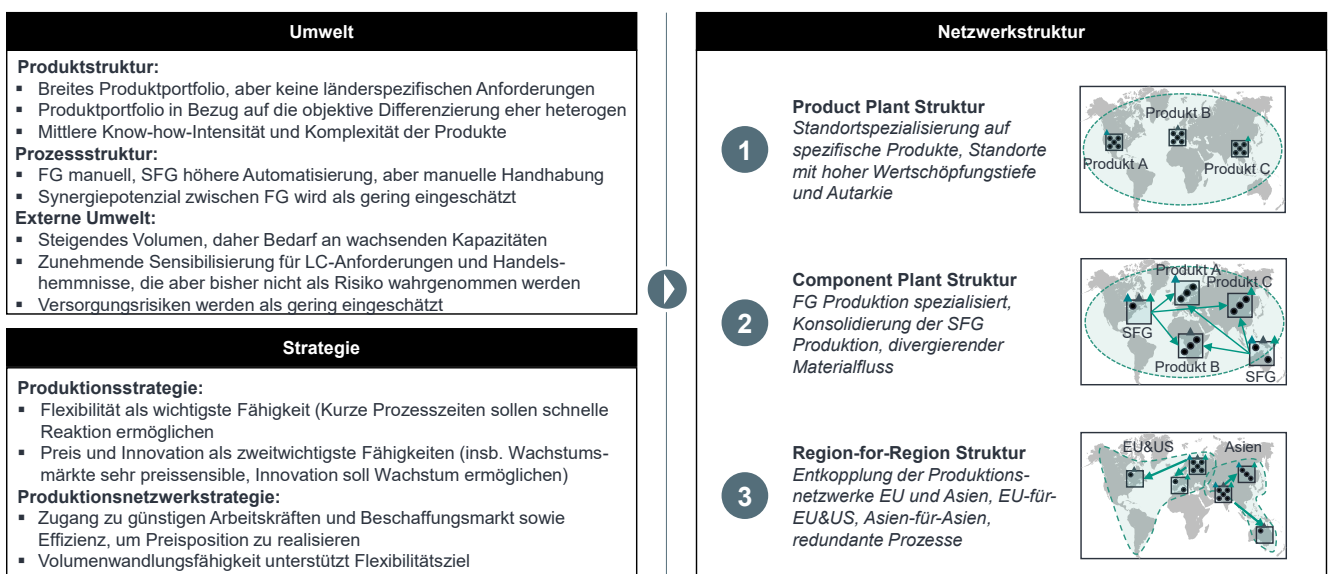 Umwelt
Produktstruktur:
▪ Breites Produktportfolio, aber keine länderspezifischen Anforderungen
▪ Produktportfolio in Bezug auf die objektive Differenzierung eher heterogen
▪ Mittlere Know-how-Intensität und Komplexität der Produkte
Prozessstruktur:
▪ FG manuell, SFG höhere Automatisierung, aber manuelle Handhabung
▪ Synergiepotenzial zwischen FG wird als gering eingeschätzt
Externe Umwelt:
▪ Steigendes Volumen, daher Bedarf an wachsenden Kapazitäten
▪ Zunehmende Sensibilisierung für LC-Anforderungen und Handels-
hemmnisse, die aber bisher nicht als Risiko wahrgenommen werden
▪ Versorgungsrisiken werden als gering eingeschätzt
Strategie
Produktionsstrategie:
▪ Flexibilität als wichtigste Fähigkeit (Kurze Prozesszeiten sollen schnelle
Reaktion ermöglichen
▪ Preis und Innovation als zweitwichtigste Fähigkeiten (insb. Wachstums-
märkte sehr preissensible, Innovation soll Wachstum ermöglichen)
Produktionsnetzwerkstrategie:
▪ Zugang zu günstigen Arbeitskräften und Beschaffungsmarkt sowie
Effizienz, um Preisposition zu realisieren
▪ Volumenwandlungsfähigkeit unterstützt Flexibilitätsziel
Netzwerkstruktur
1
Product Plant Struktur
Standortspezialisierung auf
spezifische Produkte, Standorte
mit hoher Wertschöpfungstiefe
und Autarkie
Produkt B
Produkt A
Produkt C
2
Component Plant Struktur
FG Produktion spezialisiert,
Konsolidierung der SFG
Produktion, divergierender
Materialfluss
Produkt A
Produkt C
SFG
Produkt B
SFG
3
Region-for-Region Struktur
Entkopplung der Produktions-
netzwerke EU und Asien, EU-für-
EU&US, Asien-für-Asien,
redundante Prozesse
EU&US
Asien